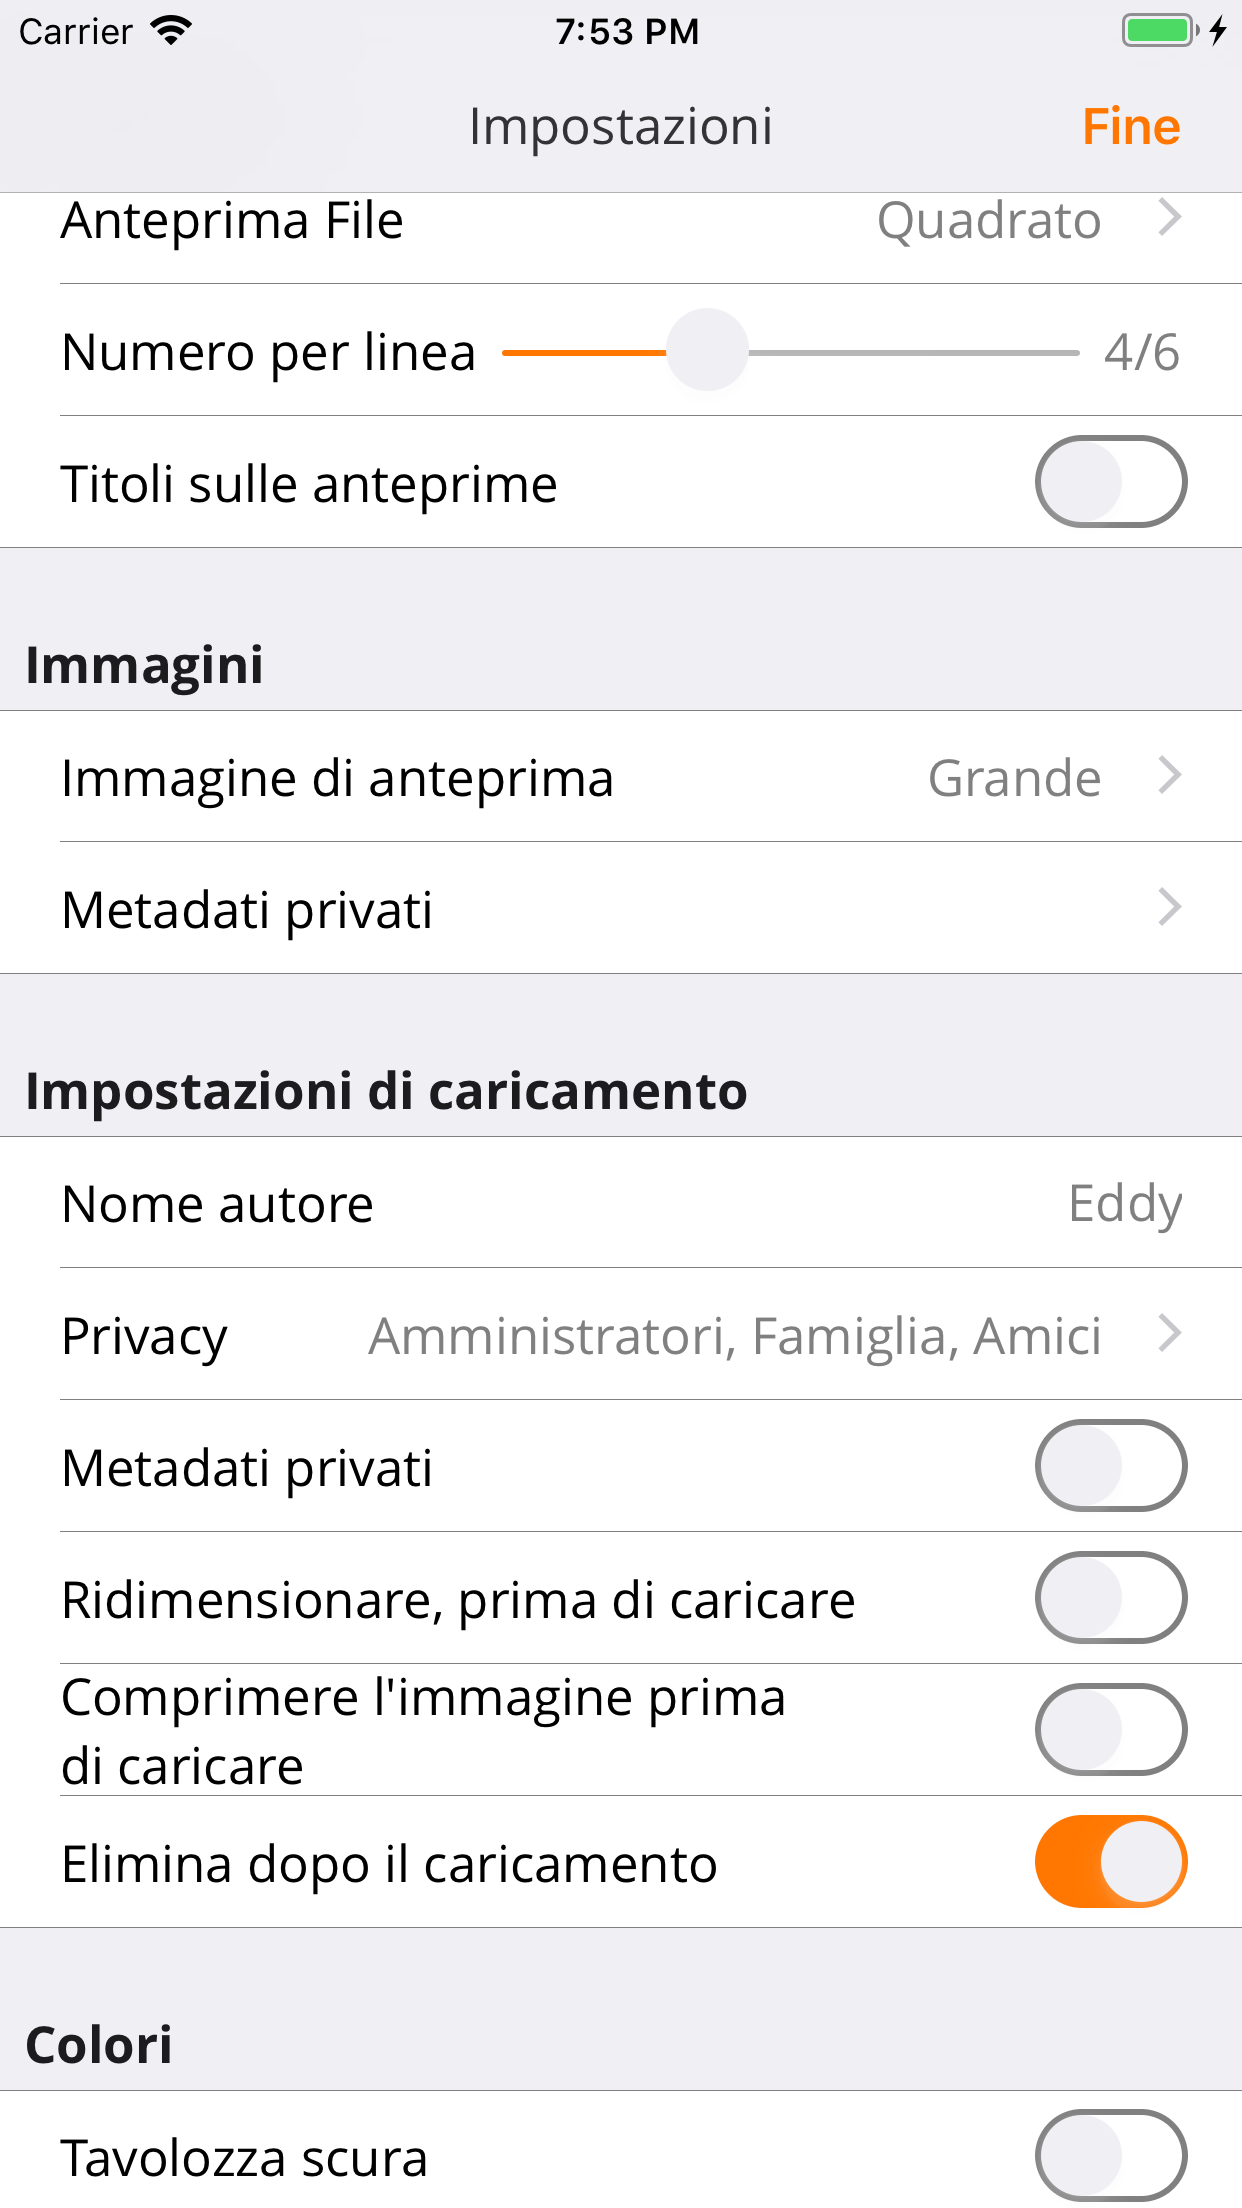 Carrier 7:53 PM
Impostazioni Fine
Anteprima File Quadrato
Numero per linea 4/6
Titoli sulle anteprime
Immagini
Immagine di anteprima Grande
Metadati privati
Impostazioni di caricamento
Nome autore Eddy
Privacy Amministratori, Famiglia, Amici
Metadati privati
Ridimensionare, prima di caricare
Comprimere l'immagine prima
di caricare
Elimina dopo il caricamento
Colori
Tavolozza scura